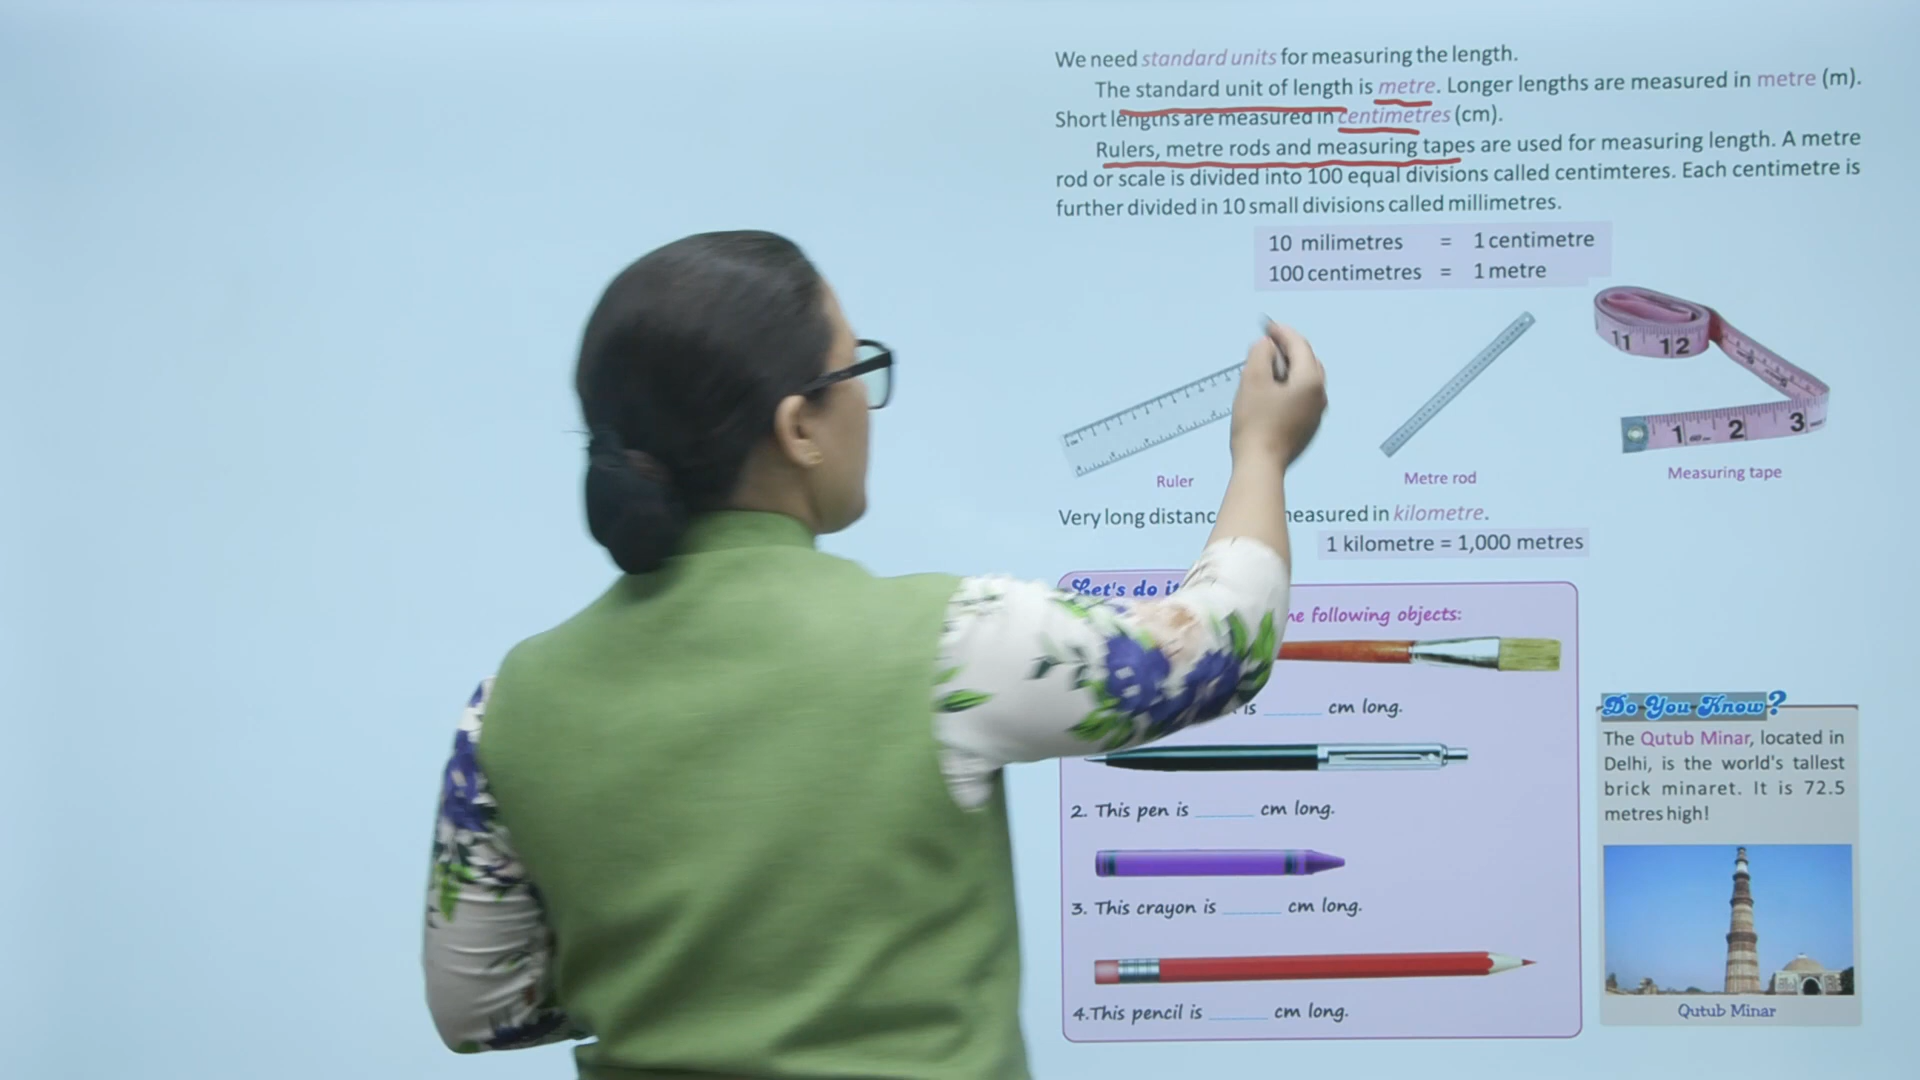 We need standard units for measuring the length.
The standard unit of length is metre. Longer lengths are measured in metre (m).
Short lengths are measured in centimetres (cm).
Rulers, metre rods and measuring tapes are used for measuring length. A metre
rod or scale is divided into 100 equal divisions called centimteres. Each centimetre is
further divided in 10 small divisions called millimetres.
10 milimetres = 1 centimetre
100 centimetres = 1 metre
11 12
1 2 3
Ruler
Metre rod
Measuring tape
Very long measured in kilometre.
1 kilometre = 1,000 metres
Let's do it
following objects:
is ______ cm long.
2. This pen is ______ cm long.
3. This crayon is ______ cm long.
4.This pencil is ______ cm long.
Do You Know?
The Qutub Minar, located in
Delhi, is the world's tallest
brick minaret. It is 72.5
metres high!
Qutub Minar